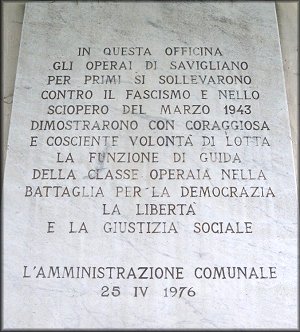 IN QUESTA OFFICINA
GLI OPERAI DI SAVIGLIANO
PER PRIMI SI SOLLEVARONO
CONTRO IL FASCISMO E NELLO
SCIOPERO DEL MARZO 1943
DIMOSTRARONO CON CORAGGIOSA
E COSCIENTE VOLONTÀ DI LOTTA
LA FUNZIONE DI GUIDA
DELLA CLASSE OPERAIA NELLA
BATTAGLIA PER LA DEMOCRAZIA
LA LIBERTÀ
E LA GIUSTIZIA SOCIALE
L'AMMINISTRAZIONE COMUNALE
25 IV 1976